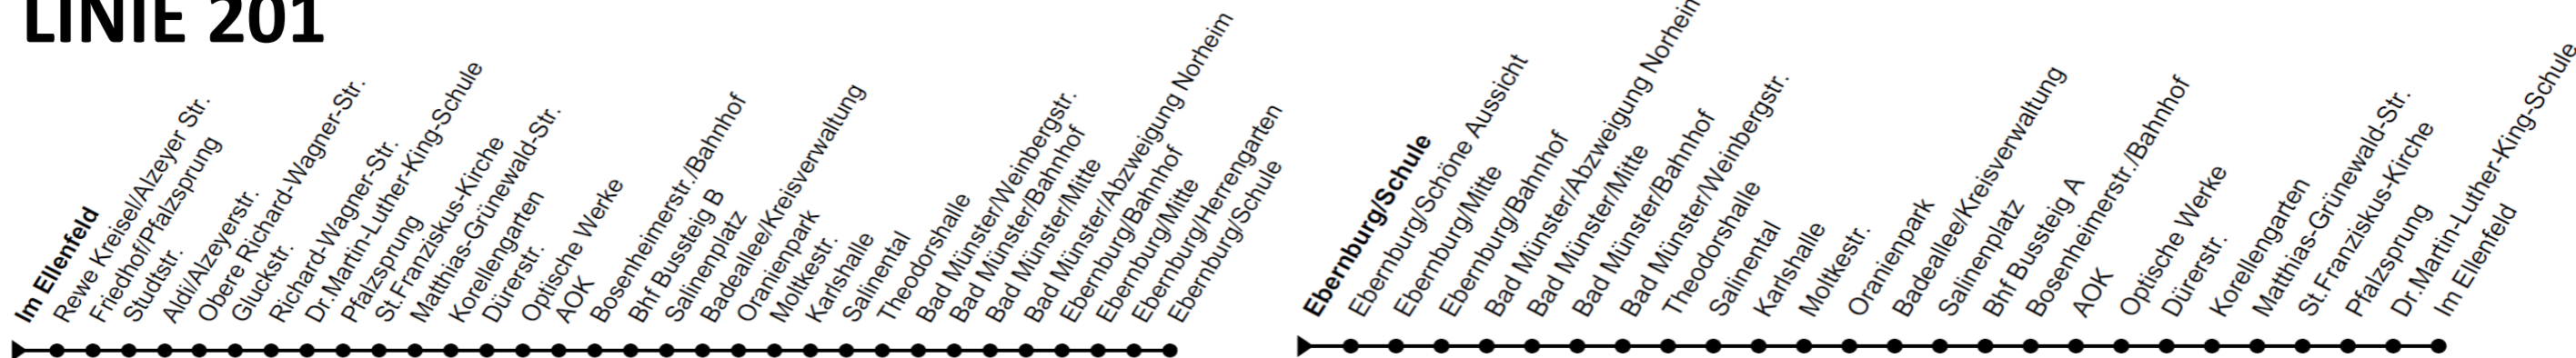 LINIE 201
Im Ellenfeld
Rewe Kreisel/Alzeyer Str.
Friedhof/Pfalzsprung
Studtstr.
Aldi/Alzeyerstr.
Obere Richard-Wagner-Str.
Gluckstr.
Richard-Wagner-Str.
Dr.Martin-Luther-King-Schule
Pfalzsprung
St.Franziskus-Kirche
Matthias-Grünewald-Str.
Korellengarten
Dürerstr.
Optische Werke
AOK
Bosenheimerstr./Bahnhof
Bhf Bussteig B
Salinenplatz
Badeallee/Kreisverwaltung
Oranienpark
Moltkestr.
Karlshalle
Salinental
Theodorshalle
Bad Münster/Weinbergstr.
Bad Münster/Bahnhof
Bad Münster/Mitte
Bad Münster/Abzweigung Norheim
Ebernburg/Bahnhof
Ebernburg/Mitte
Ebernburg/Herrengarten
Ebernburg/Schule
Ebernburg/Schule
Ebernburg/Schöne Aussicht
Ebernburg/Mitte
Ebernburg/Bahnhof
Bad Münster/Abzweigung Norheim
Bad Münster/Mitte
Bad Münster/Bahnhof
Bad Münster/Weinbergstr.
Theodorshalle
Salinental
Karlshalle
Moltkestr.
Oranienpark
Badeallee/Kreisverwaltung
Salinenplatz
Bhf Bussteig A
Bosenheimerstr./Bahnhof
AOK
Optische Werke
Dürerstr.
Korellengarten
Matthias-Grünewald-Str.
St.Franziskus-Kirche
Pfalzsprung
Dr.Martin-Luther-King-Schule
Im Ellenfeld